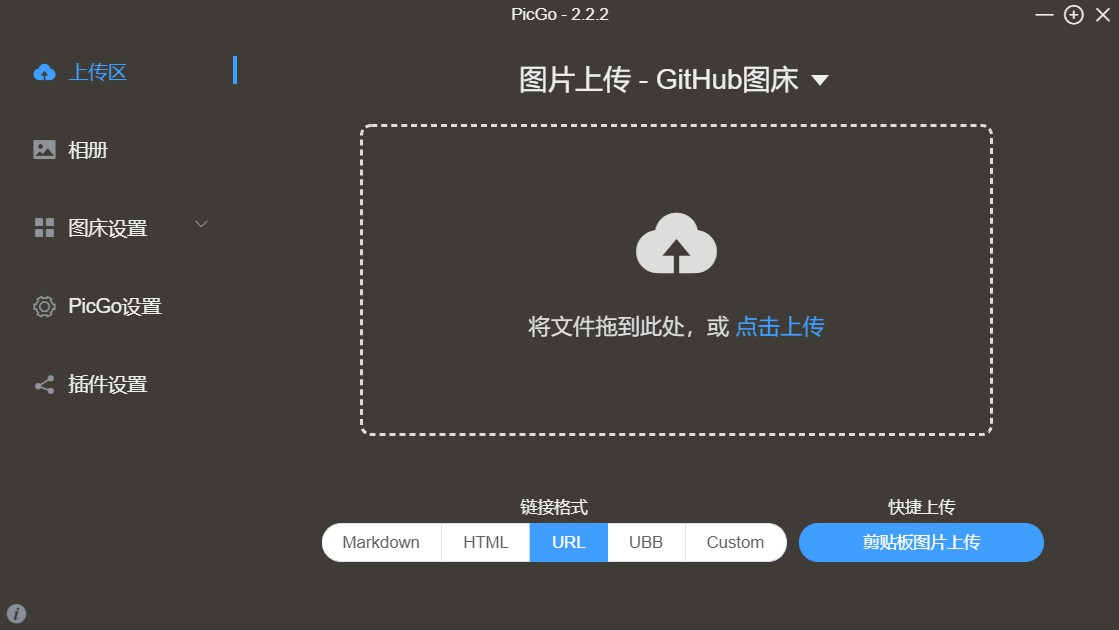 PicGo - 2.2.2
上传区
相册
图床设置
PicGo设置
插件设置
图片上传 - GitHub图床
将文件拖到此处，或 点击上传
链接格式
Markdown HTML URL UBB Custom
快捷上传
剪贴板图片上传